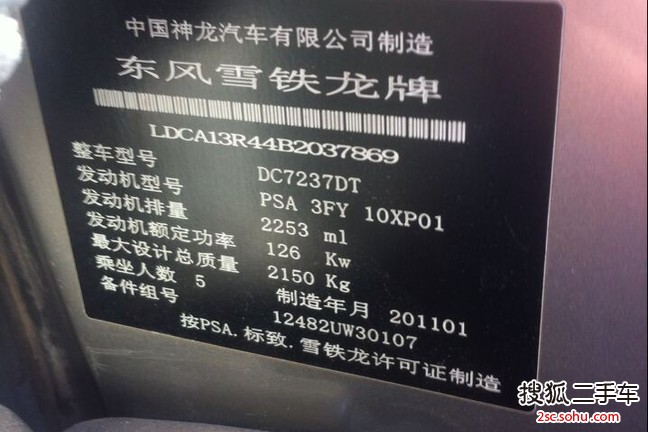 中国神龙汽车有限公司制造
东风雪铁龙牌
LDCA13R44B2037869
整车型号 DC7237DT
发动机型号 PSA 3FY 10XP01
发动机排量 2253 ml
发动机额定功率 126 Kw
最大设计总质量 2150 Kg
乘坐人数 5 制造年月 201101
备件组号 12482UW30107
按PSA.标致.雪铁龙许可证制造
搜狐二手车
2sc.sohu.com